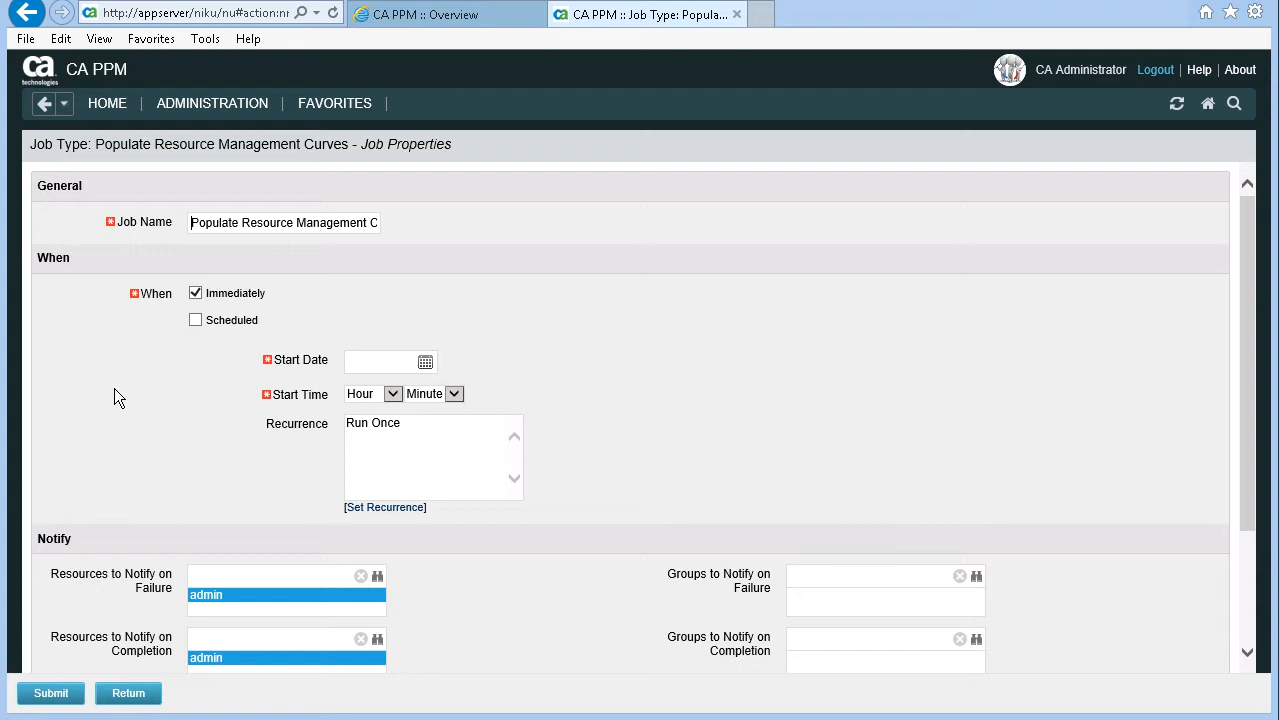 http://appserver/niku/nu#action:nr
CA PPM :: Overview
CA PPM :: Job Type: Popula...
File Edit View Favorites Tools Help
ca technologies CA PPM
CA Administrator Logout Help About
HOME ADMINISTRATION FAVORITES
Job Type: Populate Resource Management Curves - Job Properties
General
Job Name Populate Resource Management C
When
When Immediately
Scheduled
Start Date
Start Time Hour Minute
Recurrence Run Once
[Set Recurrence]
Notify
Resources to Notify on Failure
admin
Groups to Notify on Failure
Resources to Notify on Completion
admin
Groups to Notify on Completion
Submit Return